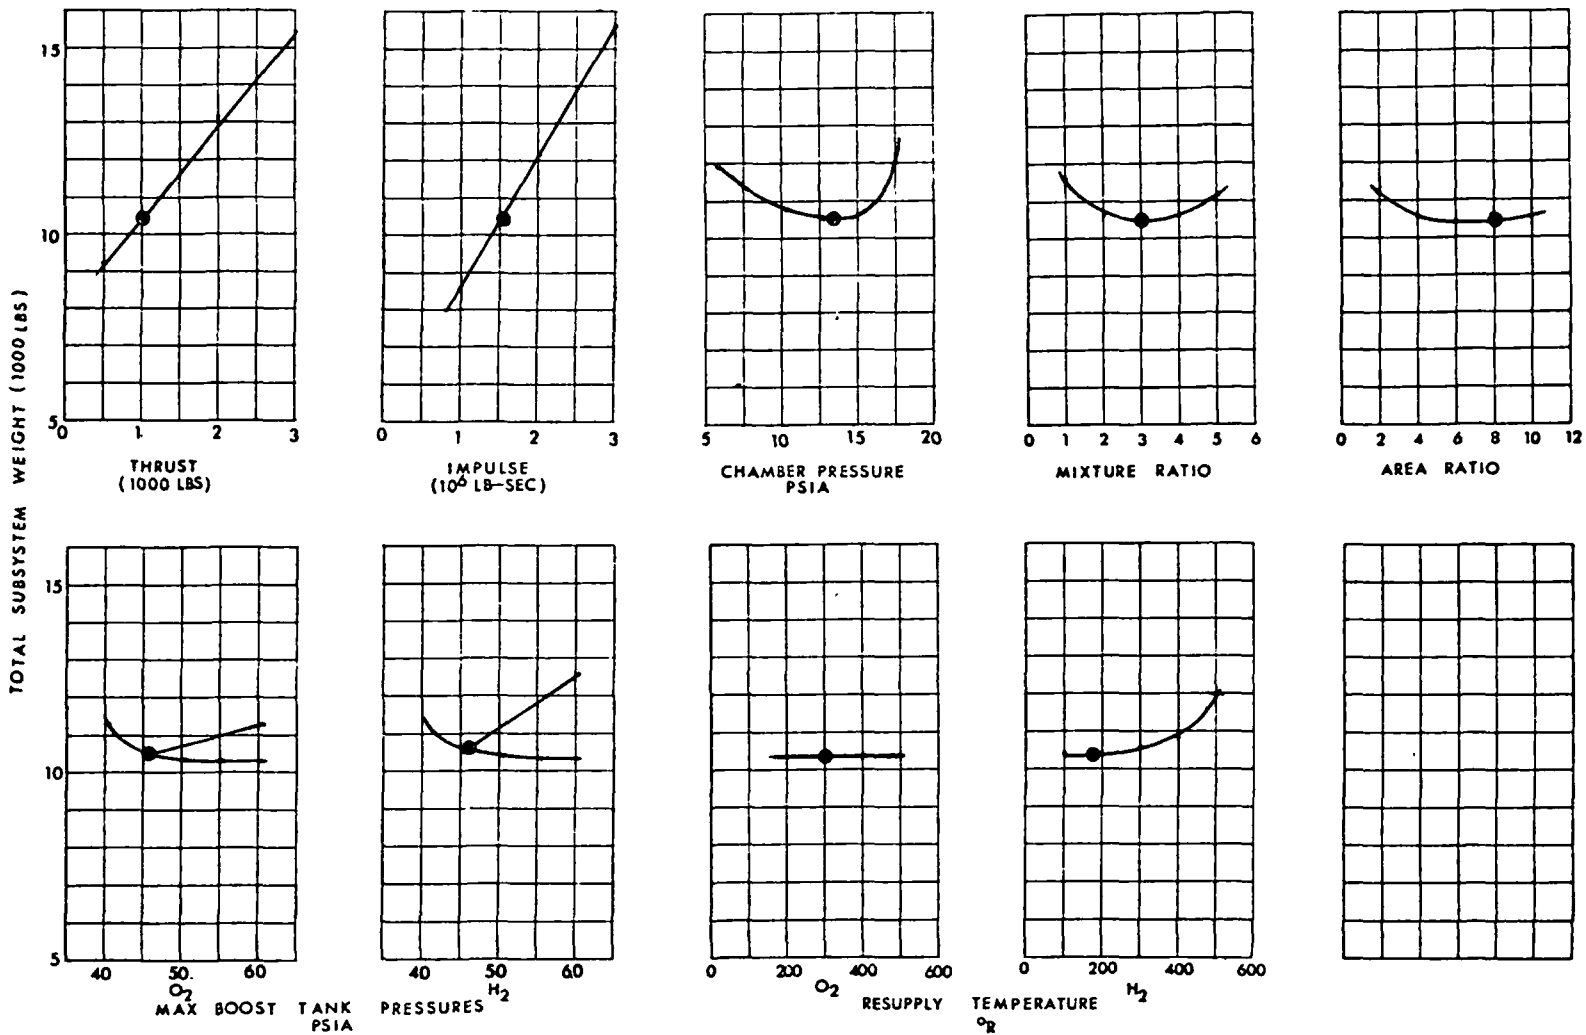 TOTAL SUBSYSTEM WEIGHT (1000 LBS)
15
10
5
0 1 2 3
THRUST
(1000 LBS)
0 1 2 3
IMPULSE
(10⁶ LB-SEC)
5 10 15 20
CHAMBER PRESSURE
PSIA
0 1 2 3 4 5 6
MIXTURE RATIO
0 2 4 6 8 10 12
AREA RATIO
15
10
5
40 50. 60
O₂
40 50 60
H₂
MAX BOOST TANK PRESSURES
PSIA
0 200 400 600
O₂
0 200 400 600
H₂
RESUPPLY TEMPERATURE
°R